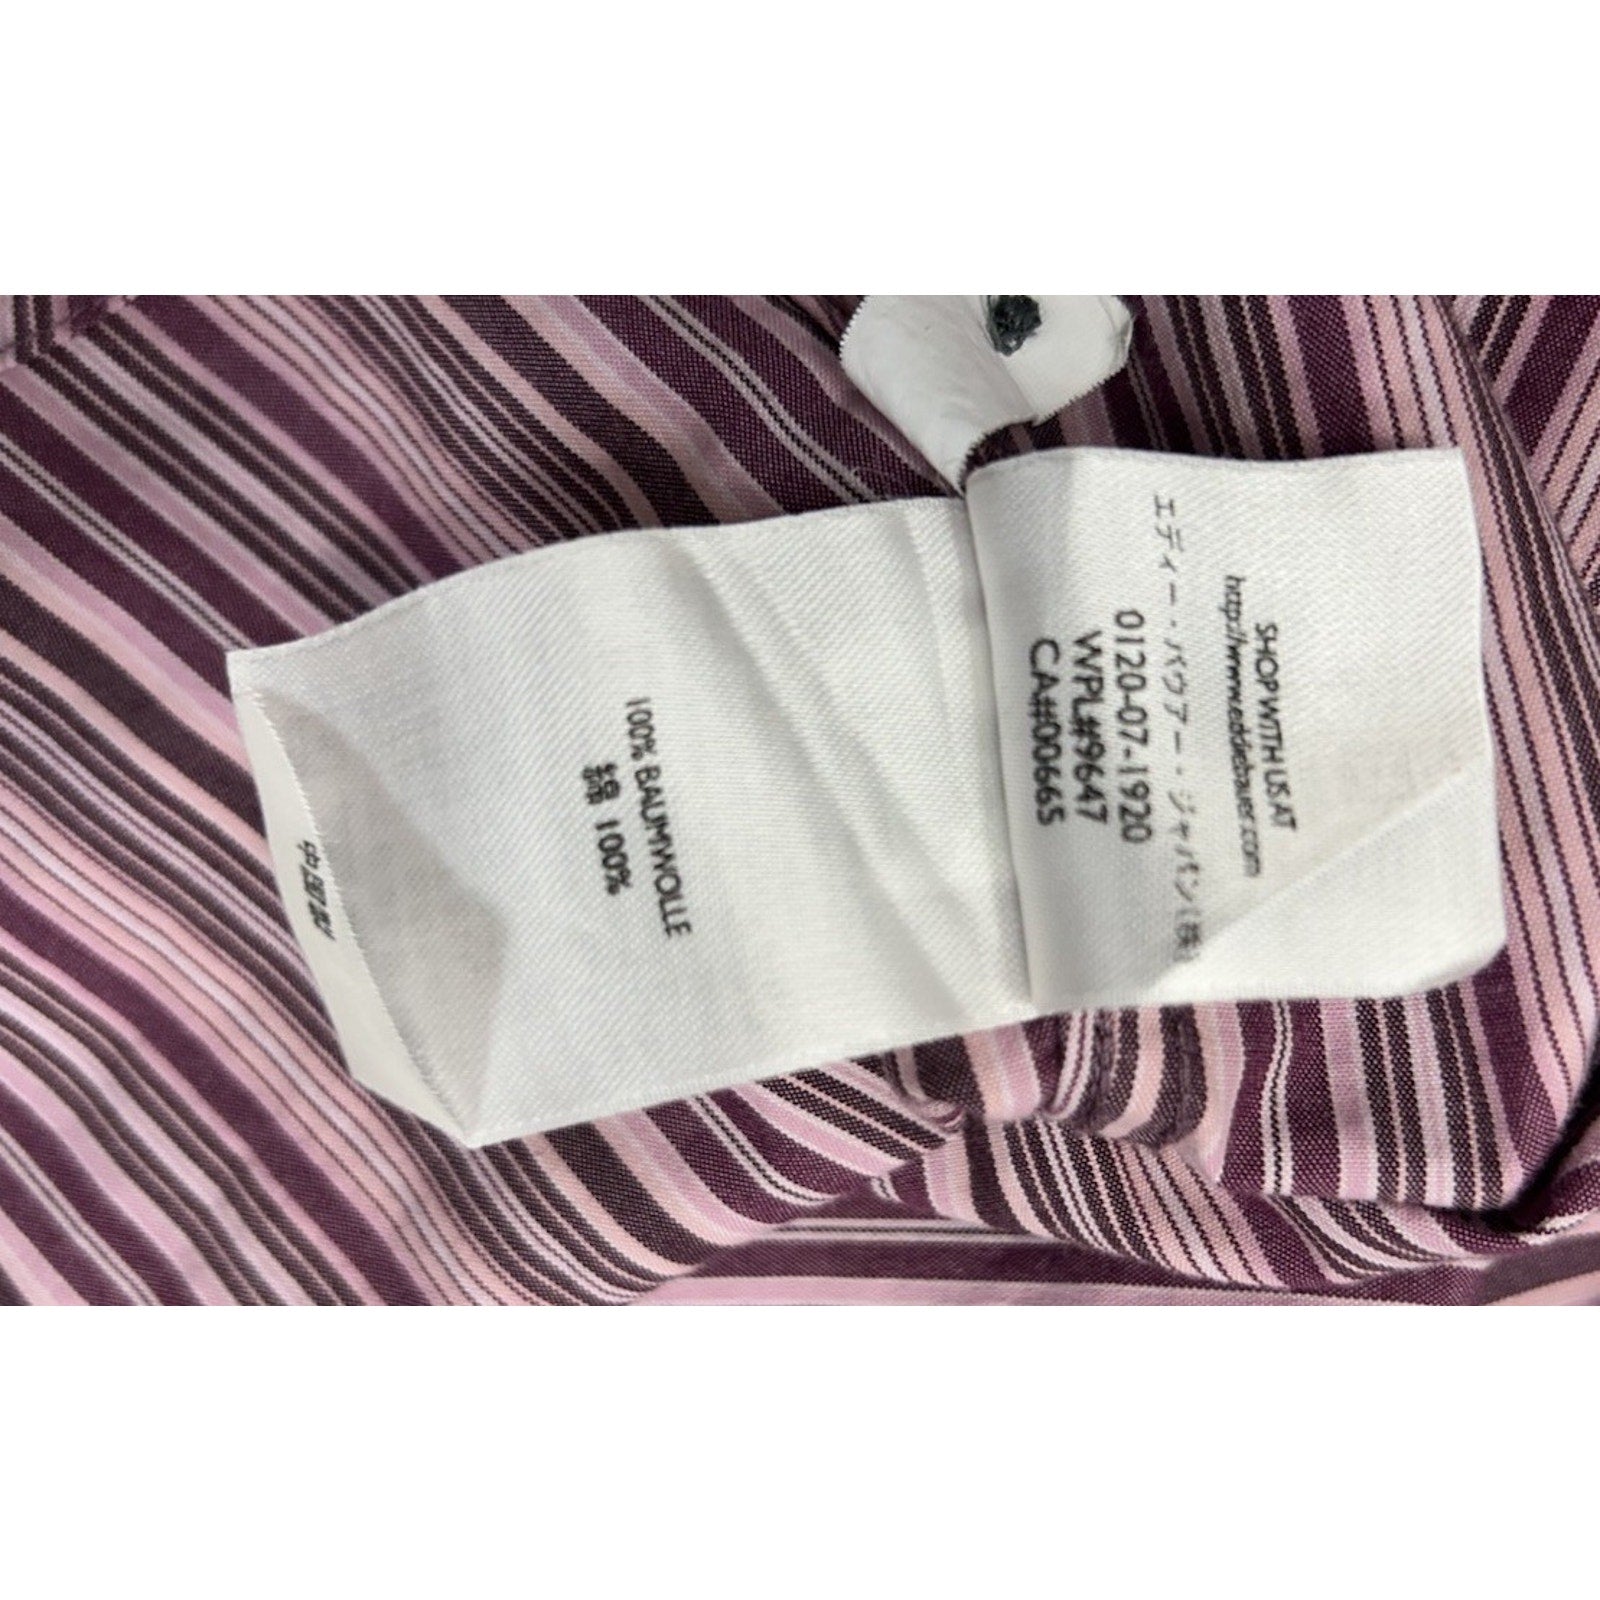 SHOP WITH US AT
http://www.eddiebauer.com
エディー・バウアー・ジャパン(株)
0120-07-1920
WPL#9647
CA#00665
100% BAUMWOLLE
綿 100%
中国製